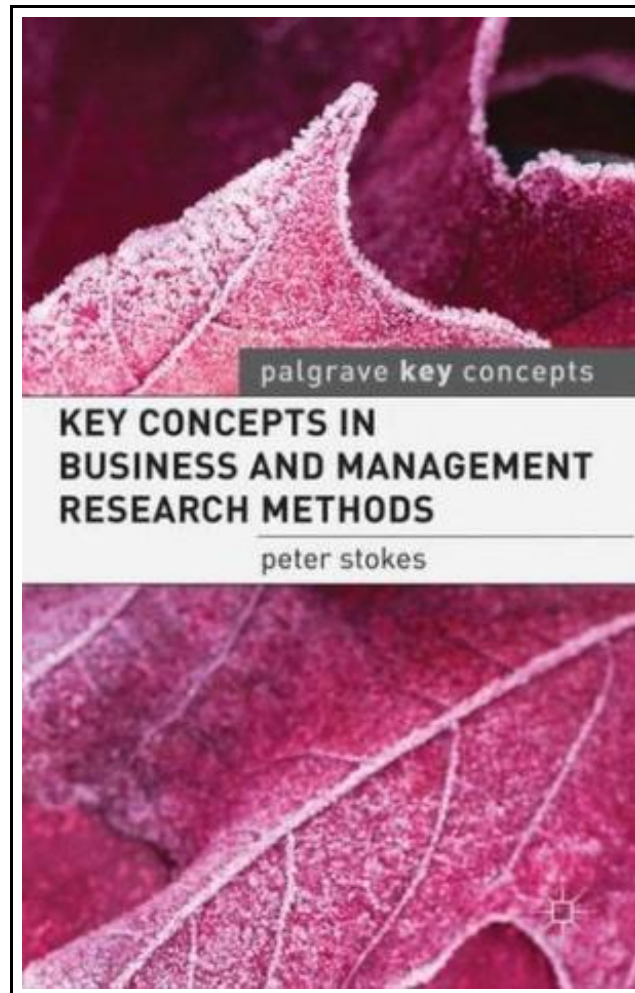 palgrave key concepts
KEY CONCEPTS IN
BUSINESS AND MANAGEMENT
RESEARCH METHODS
peter stokes